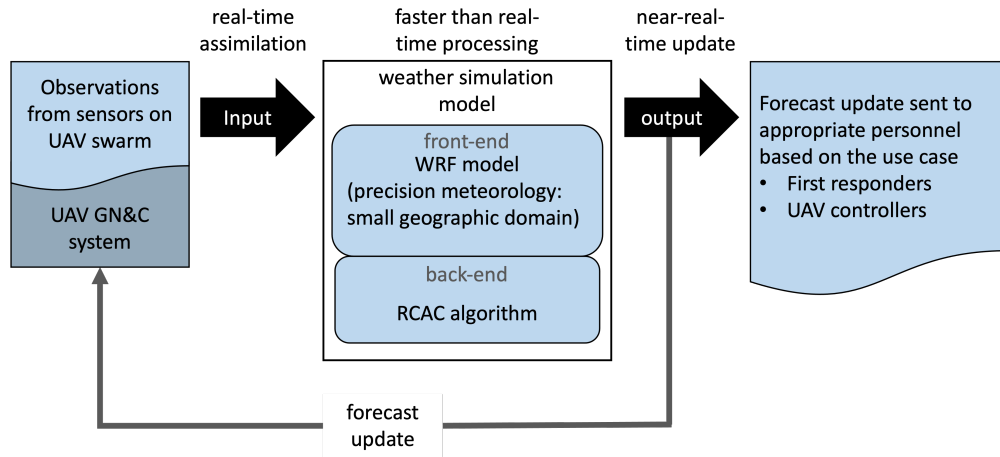 real-time
assimilation
faster than real-
time processing
near-real-
time update
Observations
from sensors on
UAV swarm
UAV GN&C
system
Input
weather simulation
model
front-end
WRF model
(precision meteorology:
small geographic domain)
back-end
RCAC algorithm
output
Forecast update sent to
appropriate personnel
based on the use case
• First responders
• UAV controllers
forecast
update